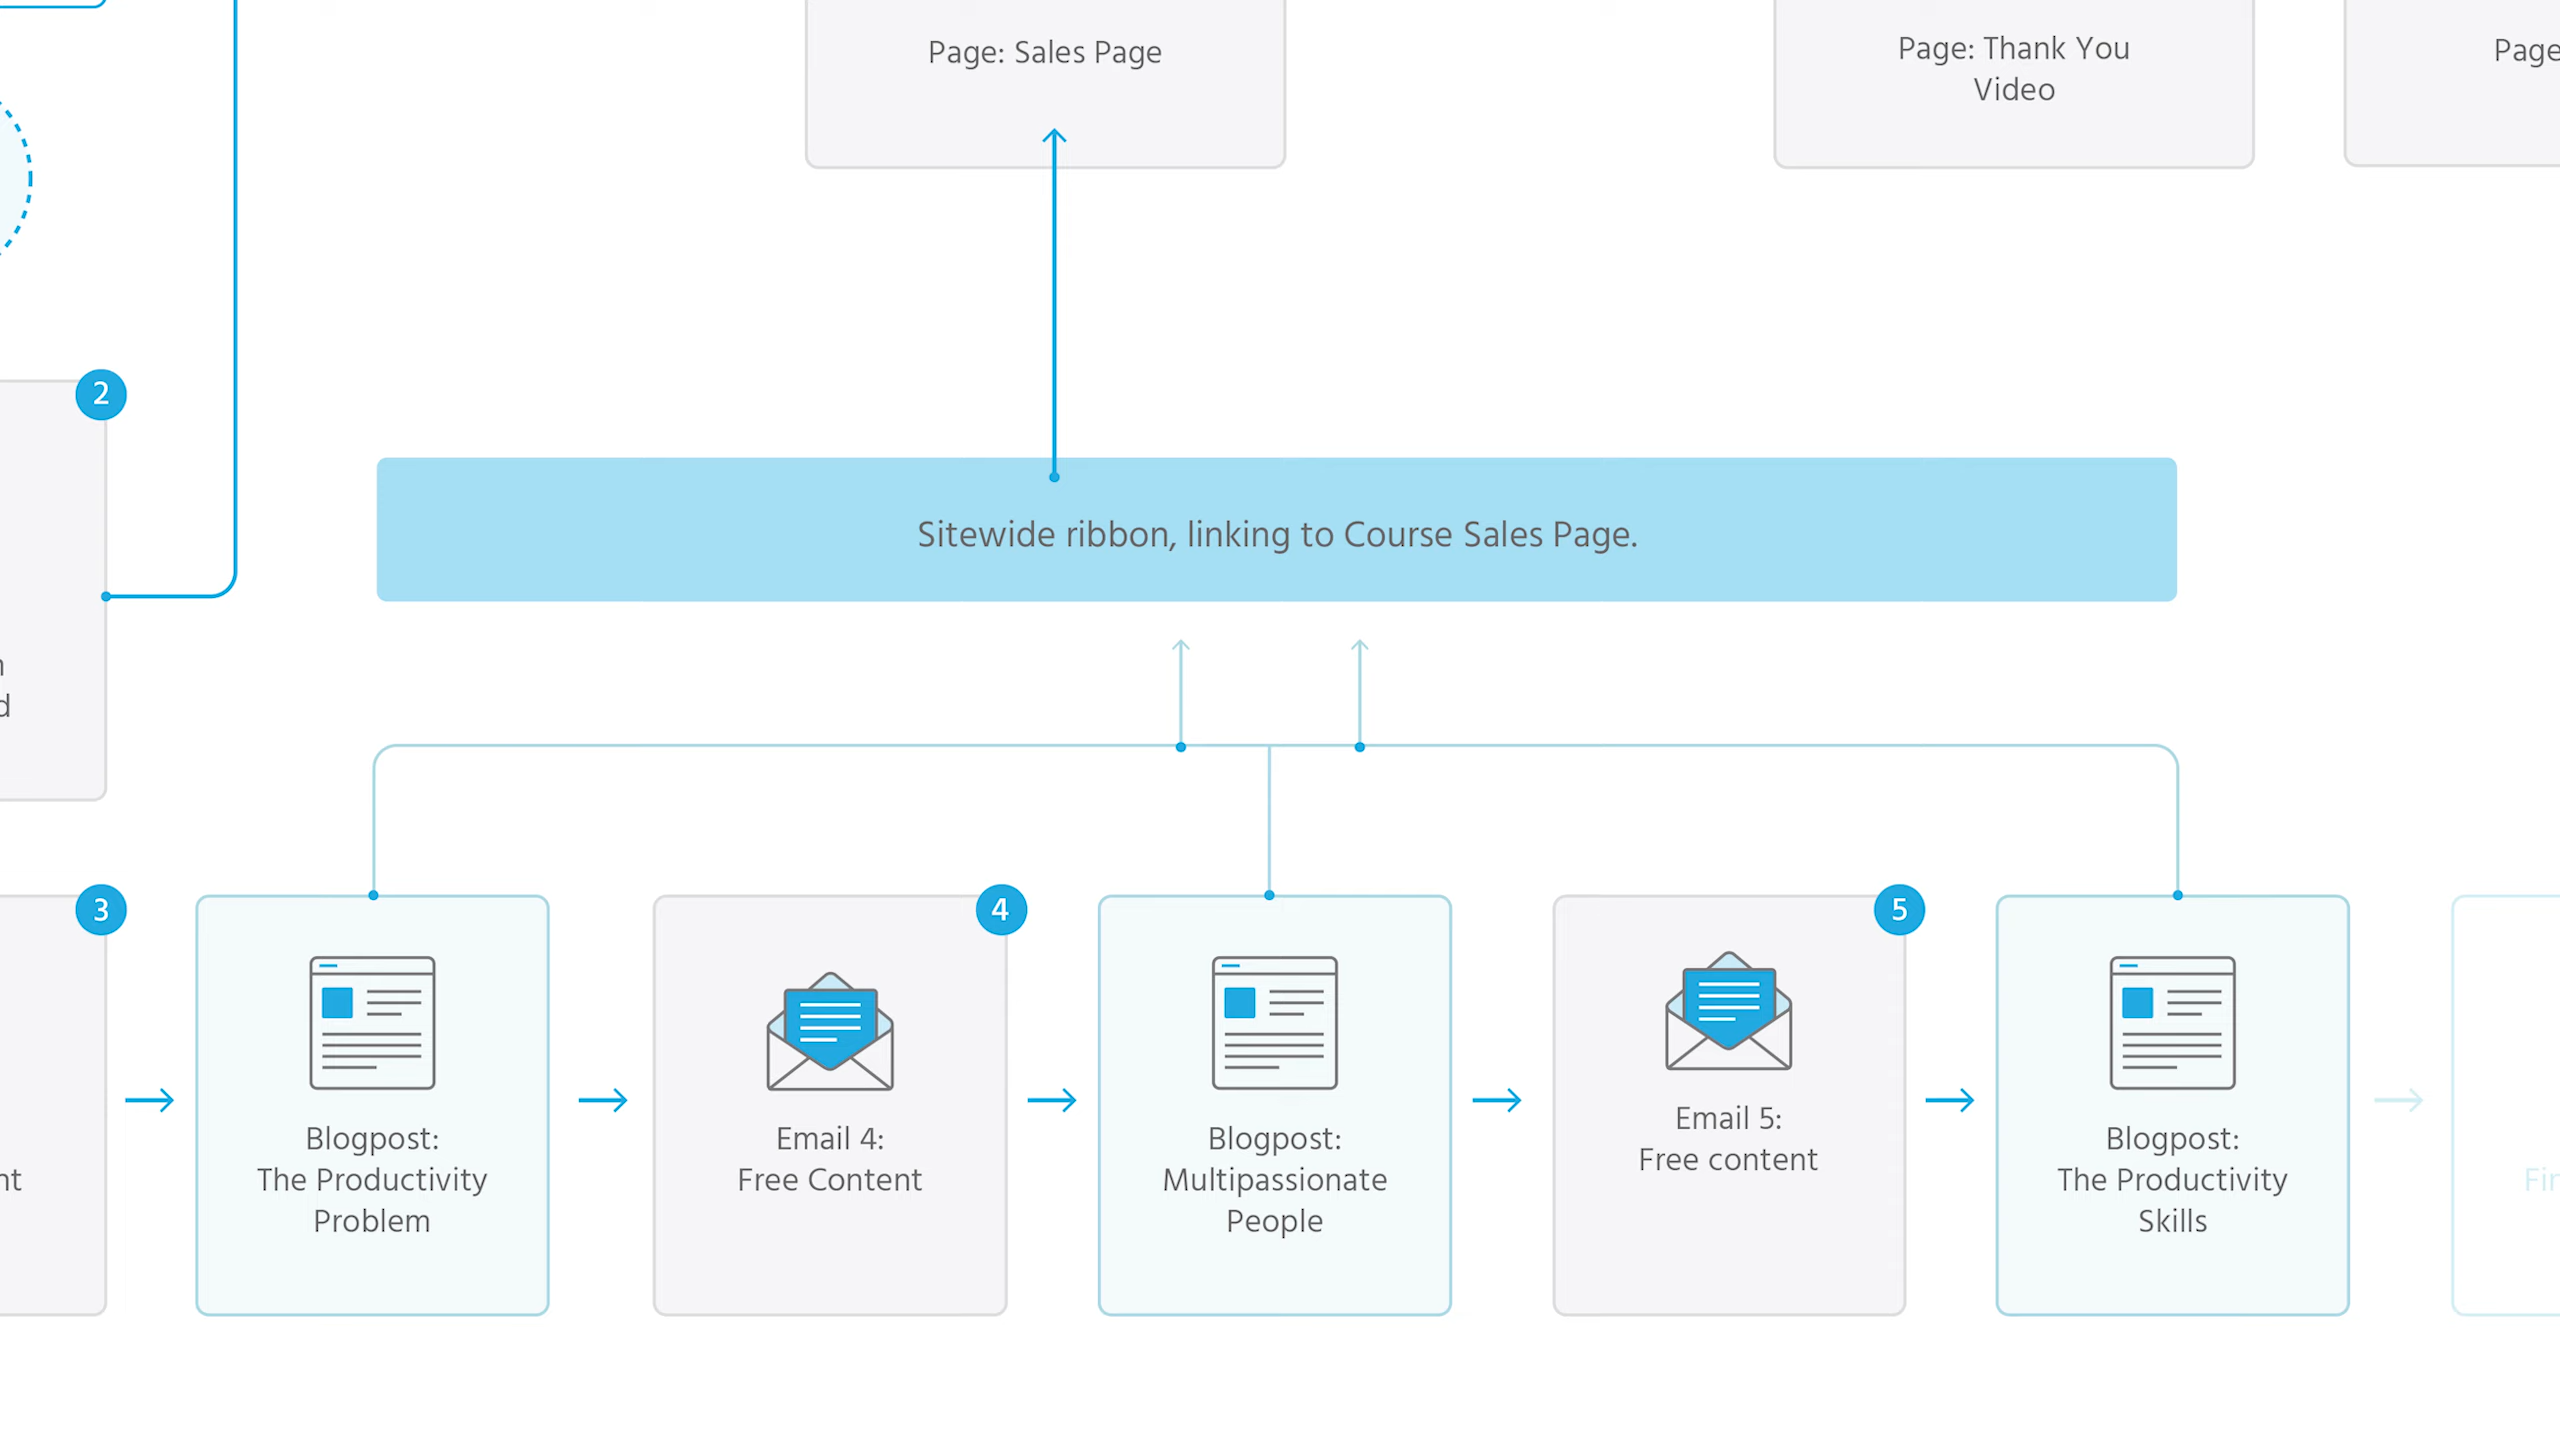 Page: Sales Page
Page: Thank You
Video
Page
2
Sitewide ribbon, linking to Course Sales Page.
d
3
4
5
nt
Blogpost:
The Productivity
Problem
Email 4:
Free Content
Blogpost:
Multipassionate
People
Email 5:
Free content
Blogpost:
The Productivity
Skills